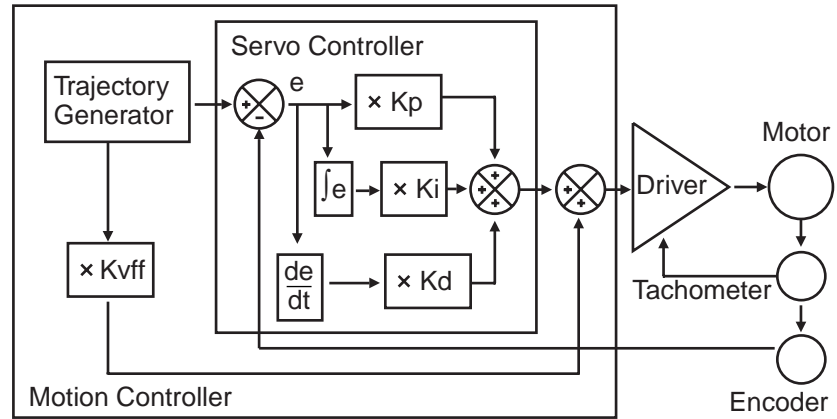 Servo Controller
Trajectory
Generator
e
+
−
× Kp
Motor
∫e
× Ki
+
+
+
+
+
Driver
× Kvff
de
dt
× Kd
Tachometer
Motion Controller
Encoder